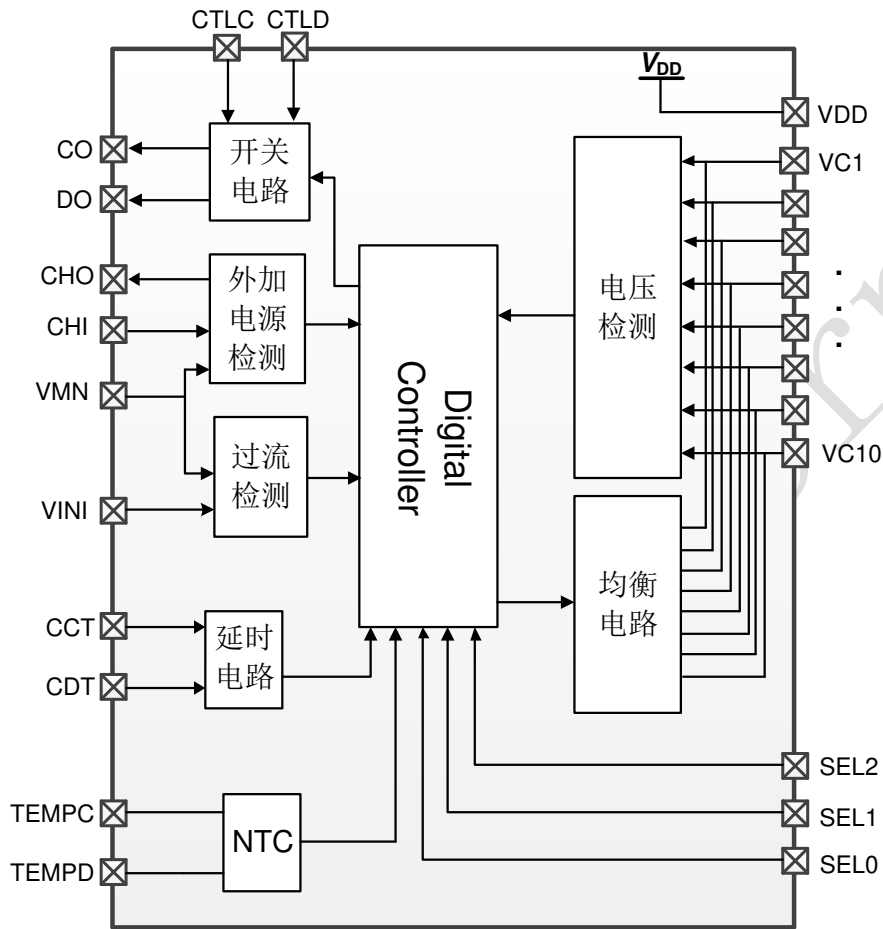 CTLC CTLD
V_DD
VDD
CO
开关
电路
VC1
DO
CHO
外加
电源
检测
电压
检测
CHI
VMN
Digital
Controller
过流
检测
VC10
VINI
均衡
电路
CCT
延时
电路
CDT
SEL2
TEMPC
SEL1
NTC
TEMPD
SEL0